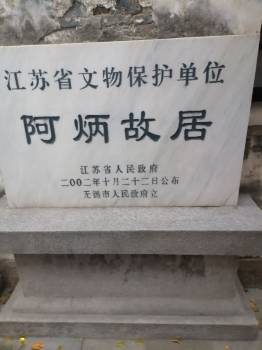 江苏省文物保护单位
阿炳故居
江苏省人民政府
二00二年十月二十二日公布
无锡市人民政府立